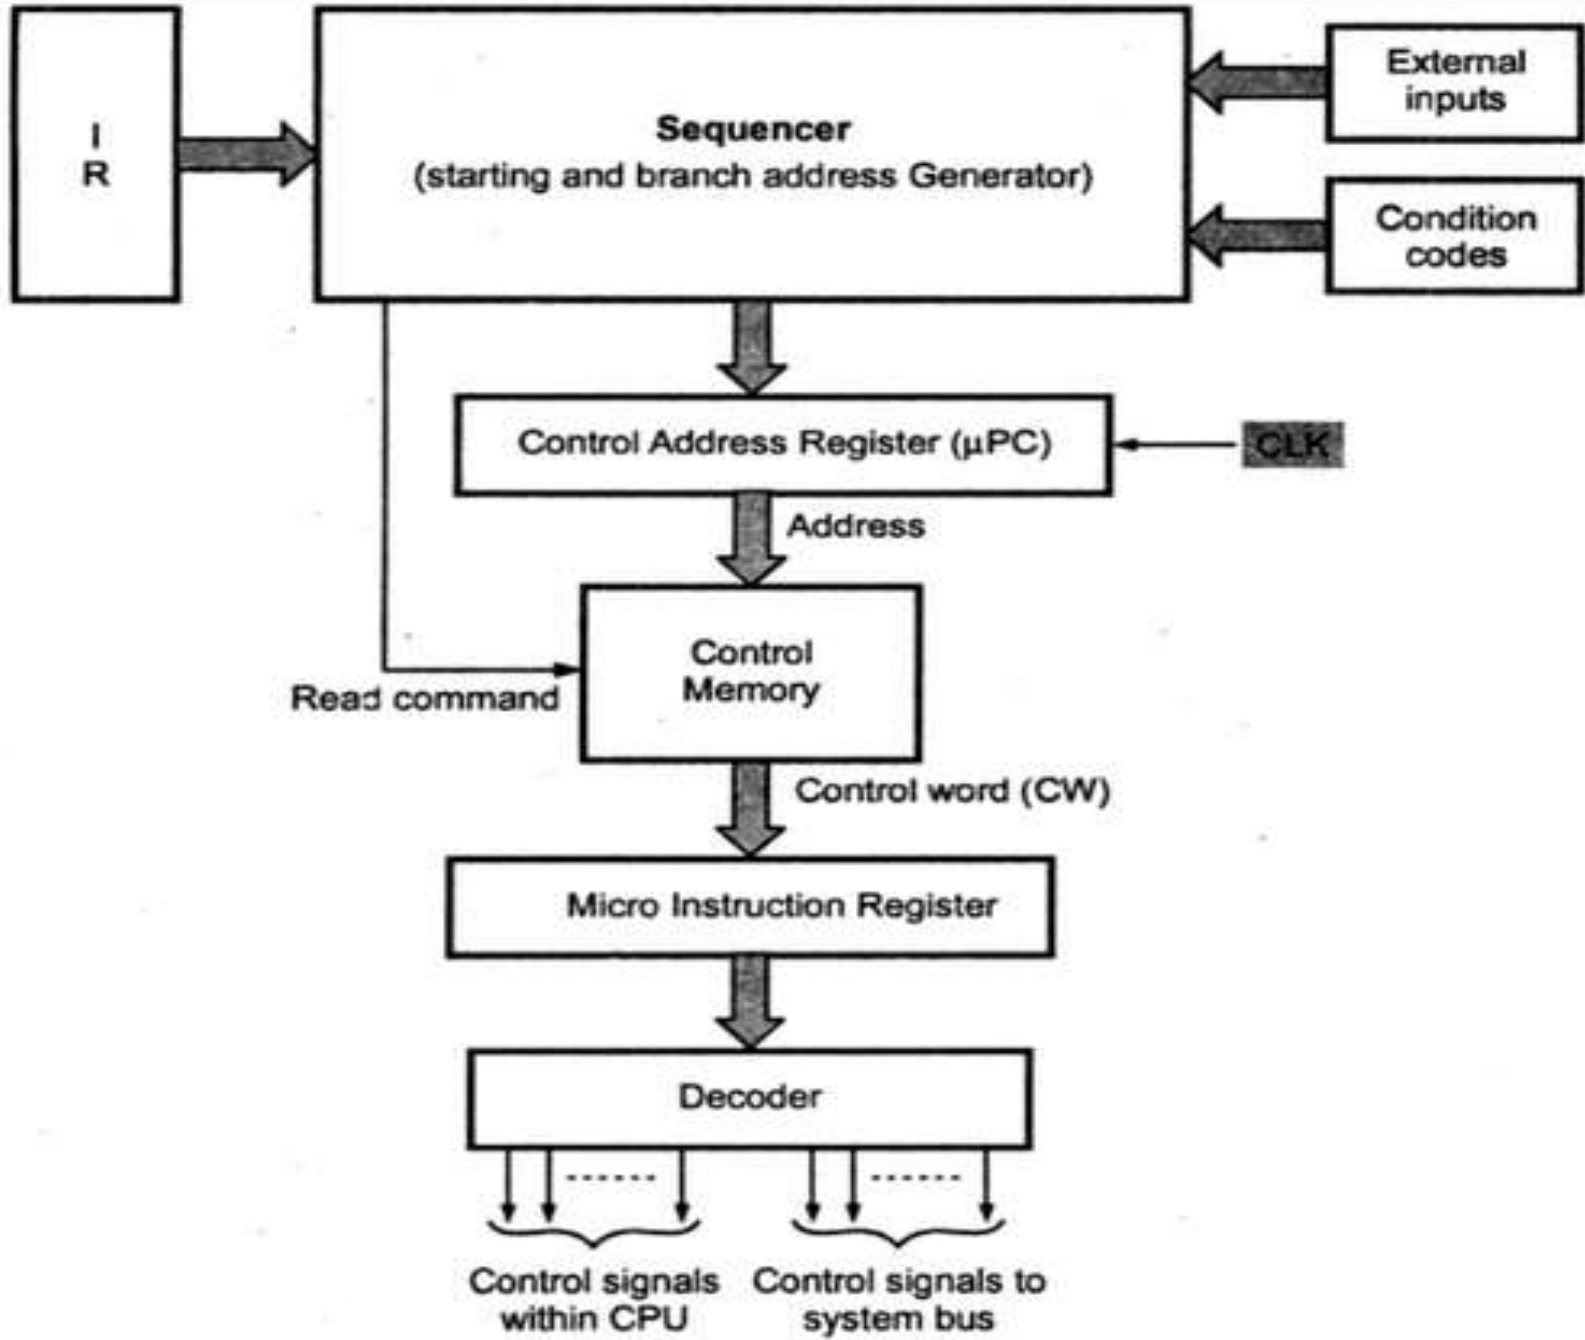 I
R
Sequencer
(starting and branch address Generator)
External
inputs
Condition
codes
Control Address Register (μPC)
CLK
Address
Control
Memory
Read command
Control word (CW)
Micro Instruction Register
Decoder
Control signals
within CPU
Control signals to
system bus